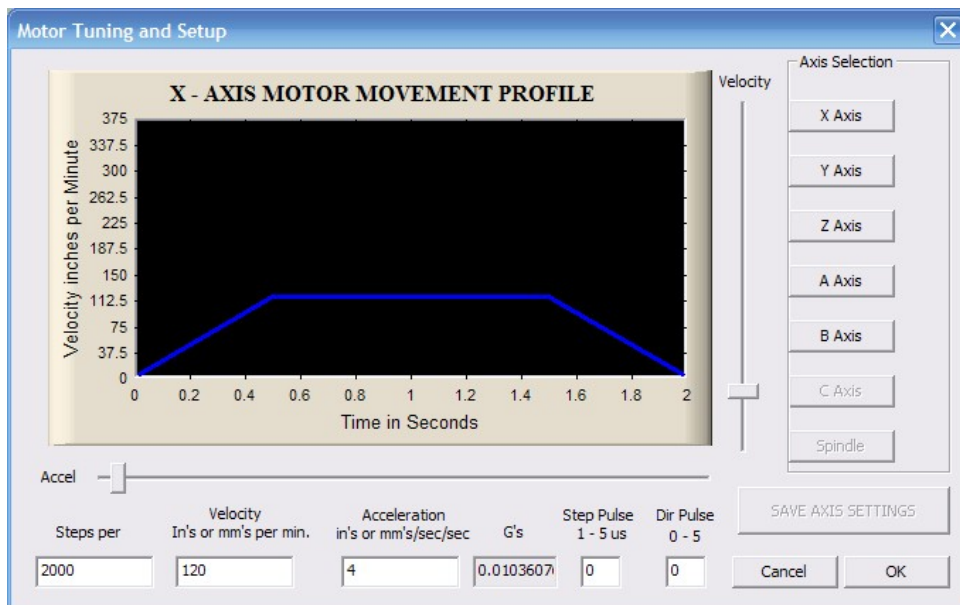 Motor Tuning and Setup
X - AXIS MOTOR MOVEMENT PROFILE
Velocity inches per Minute
375
337.5
300
262.5
225
187.5
150
112.5
75
37.5
0
0 0.2 0.4 0.6 0.8 1 1.2 1.4 1.6 1.8 2
Time in Seconds
Velocity
Axis Selection
X Axis
Y Axis
Z Axis
A Axis
B Axis
C Axis
Spindle
Accel
Steps per
Velocity
In's or mm's per min.
Acceleration
in's or mm's/sec/sec
G's
Step Pulse
1 - 5 us
Dir Pulse
0 - 5
2000
120
4
0.0103607
0
0
SAVE AXIS SETTINGS
Cancel
OK